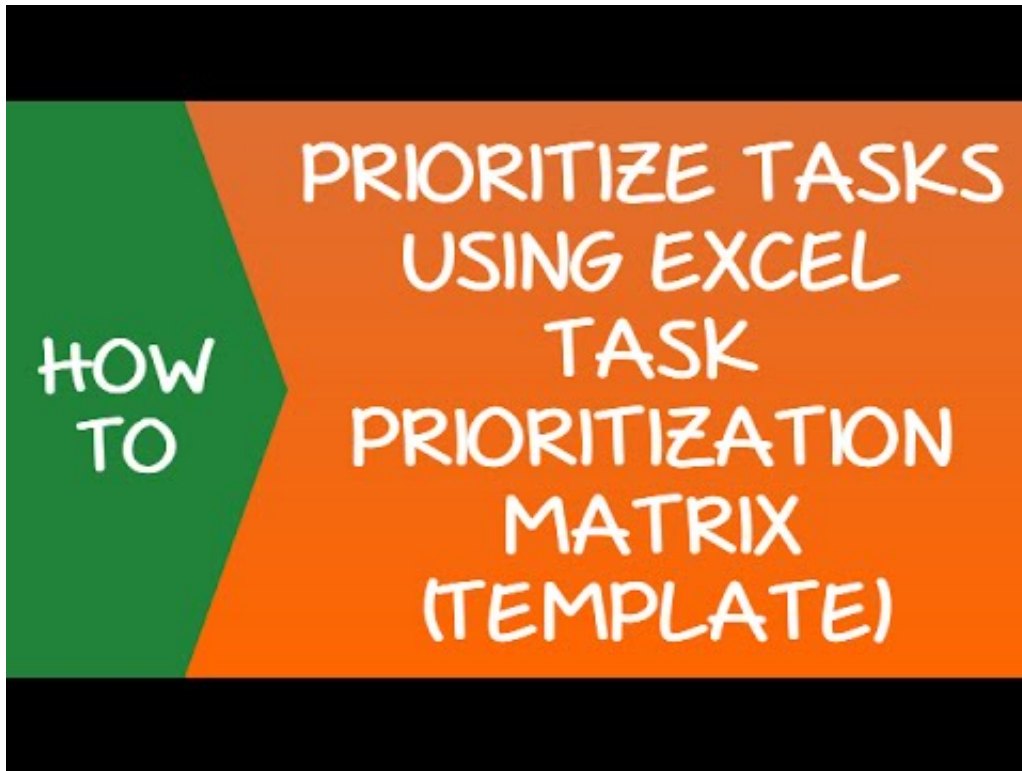 HOW
TO
PRIORITIZE TASKS
USING EXCEL
TASK
PRIORITIZATION
MATRIX
(TEMPLATE)